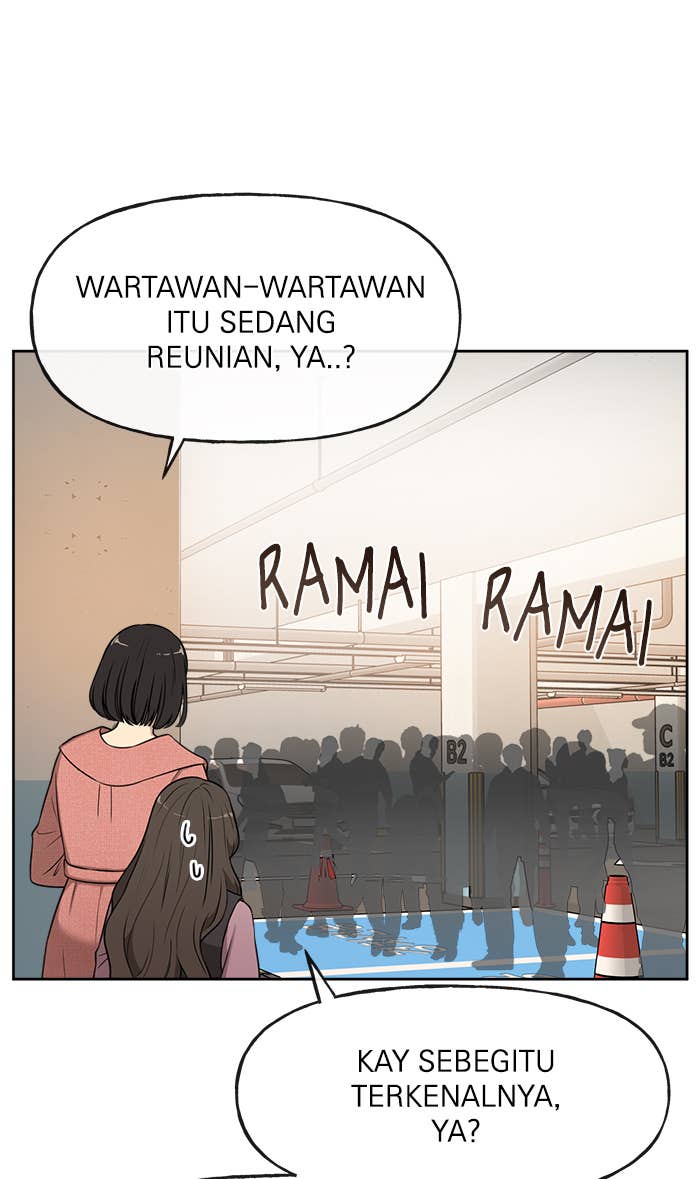 WARTAWAN-WARTAWAN
ITU SEDANG
REUNIAN, YA..?
RAMAI
RAMAI
B2
C
B2
KAY SEBEGITU
TERKENALNYA,
YA?